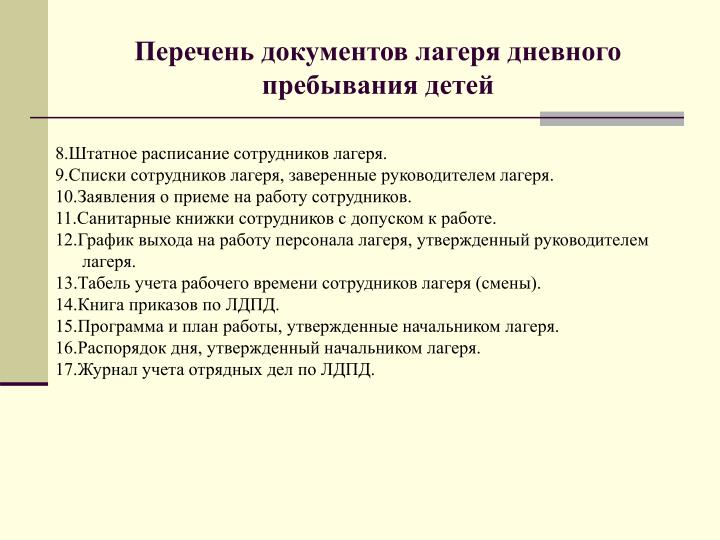 Перечень документов лагеря дневного
пребывания детей
8.Штатное расписание сотрудников лагеря.
9.Списки сотрудников лагеря, заверенные руководителем лагеря.
10.Заявления о приеме на работу сотрудников.
11.Санитарные книжки сотрудников с допуском к работе.
12.График выхода на работу персонала лагеря, утвержденный руководителем
лагеря.
13.Табель учета рабочего времени сотрудников лагеря (смены).
14.Книга приказов по ЛДПД.
15.Программа и план работы, утвержденные начальником лагеря.
16.Распорядок дня, утвержденный начальником лагеря.
17.Журнал учета отрядных дел по ЛДПД.